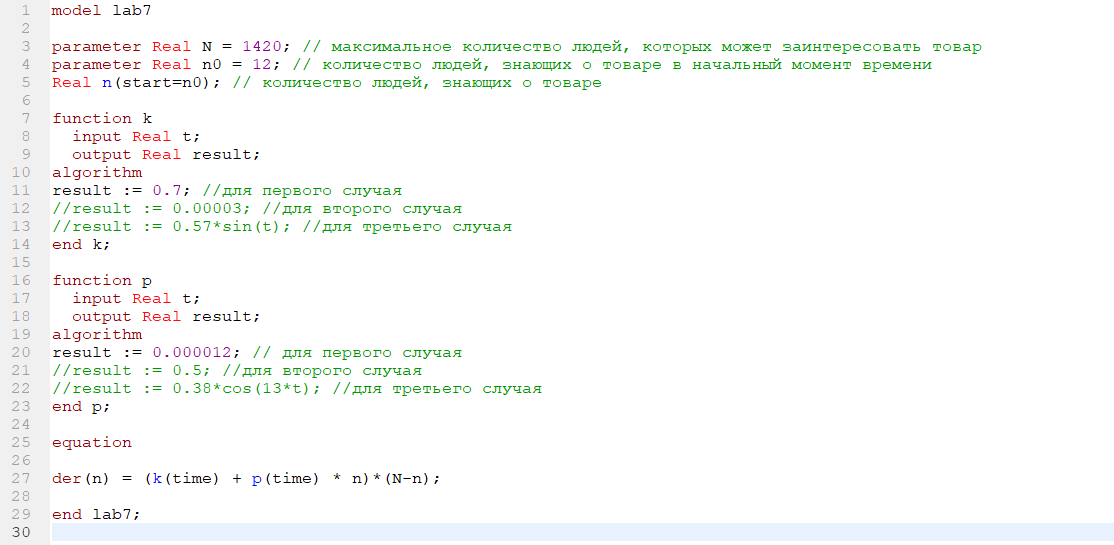 1 model lab7
2
3 parameter Real N = 1420; // максимальное количество людей, которых может заинтересовать товар
4 parameter Real n0 = 12; // количество людей, знающих о товаре в начальный момент времени
5 Real n(start=n0); // количество людей, знающих о товаре
6
7 function k
8   input Real t;
9   output Real result;
10 algorithm
11 result := 0.7; //для первого случая
12 //result := 0.00003; //для второго случая
13 //result := 0.57*sin(t); //для третьего случая
14 end k;
15
16 function p
17   input Real t;
18   output Real result;
19 algorithm
20 result := 0.000012; // для первого случая
21 //result := 0.5; //для второго случая
22 //result := 0.38*cos(13*t); //для третьего случая
23 end p;
24
25 equation
26
27 der(n) = (k(time) + p(time) * n)*(N-n);
28
29 end lab7;
30